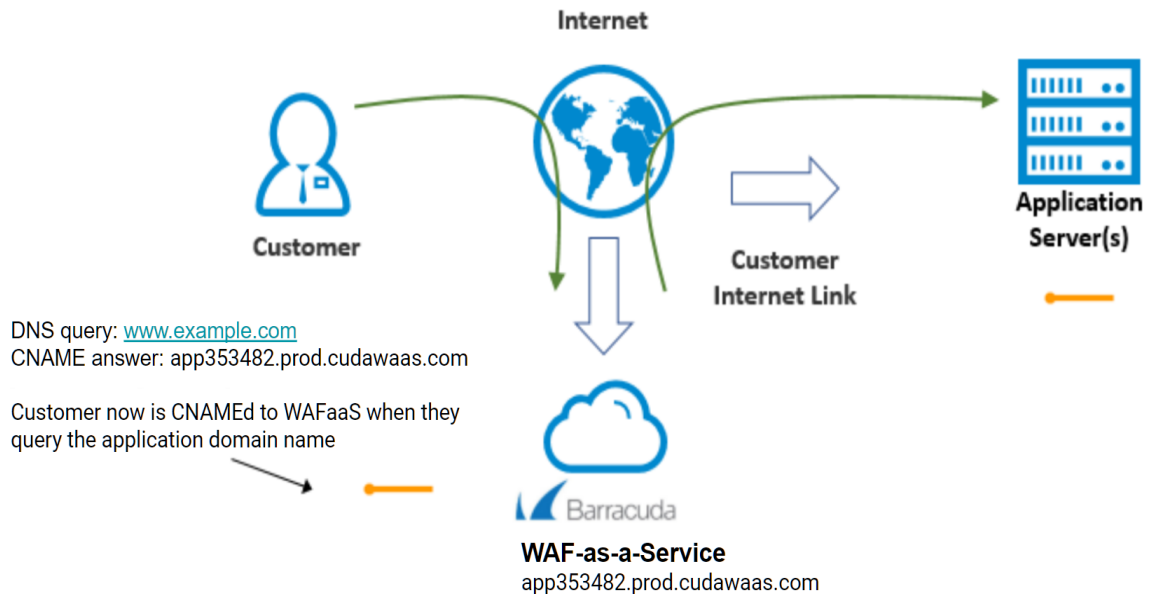 Internet
Customer
Application
Server(s)
Customer
Internet Link
DNS query: www.example.com
CNAME answer: app353482.prod.cudawaas.com
Customer now is CNAMEd to WAFaaS when they
query the application domain name
Barracuda
WAF-as-a-Service
app353482.prod.cudawaas.com